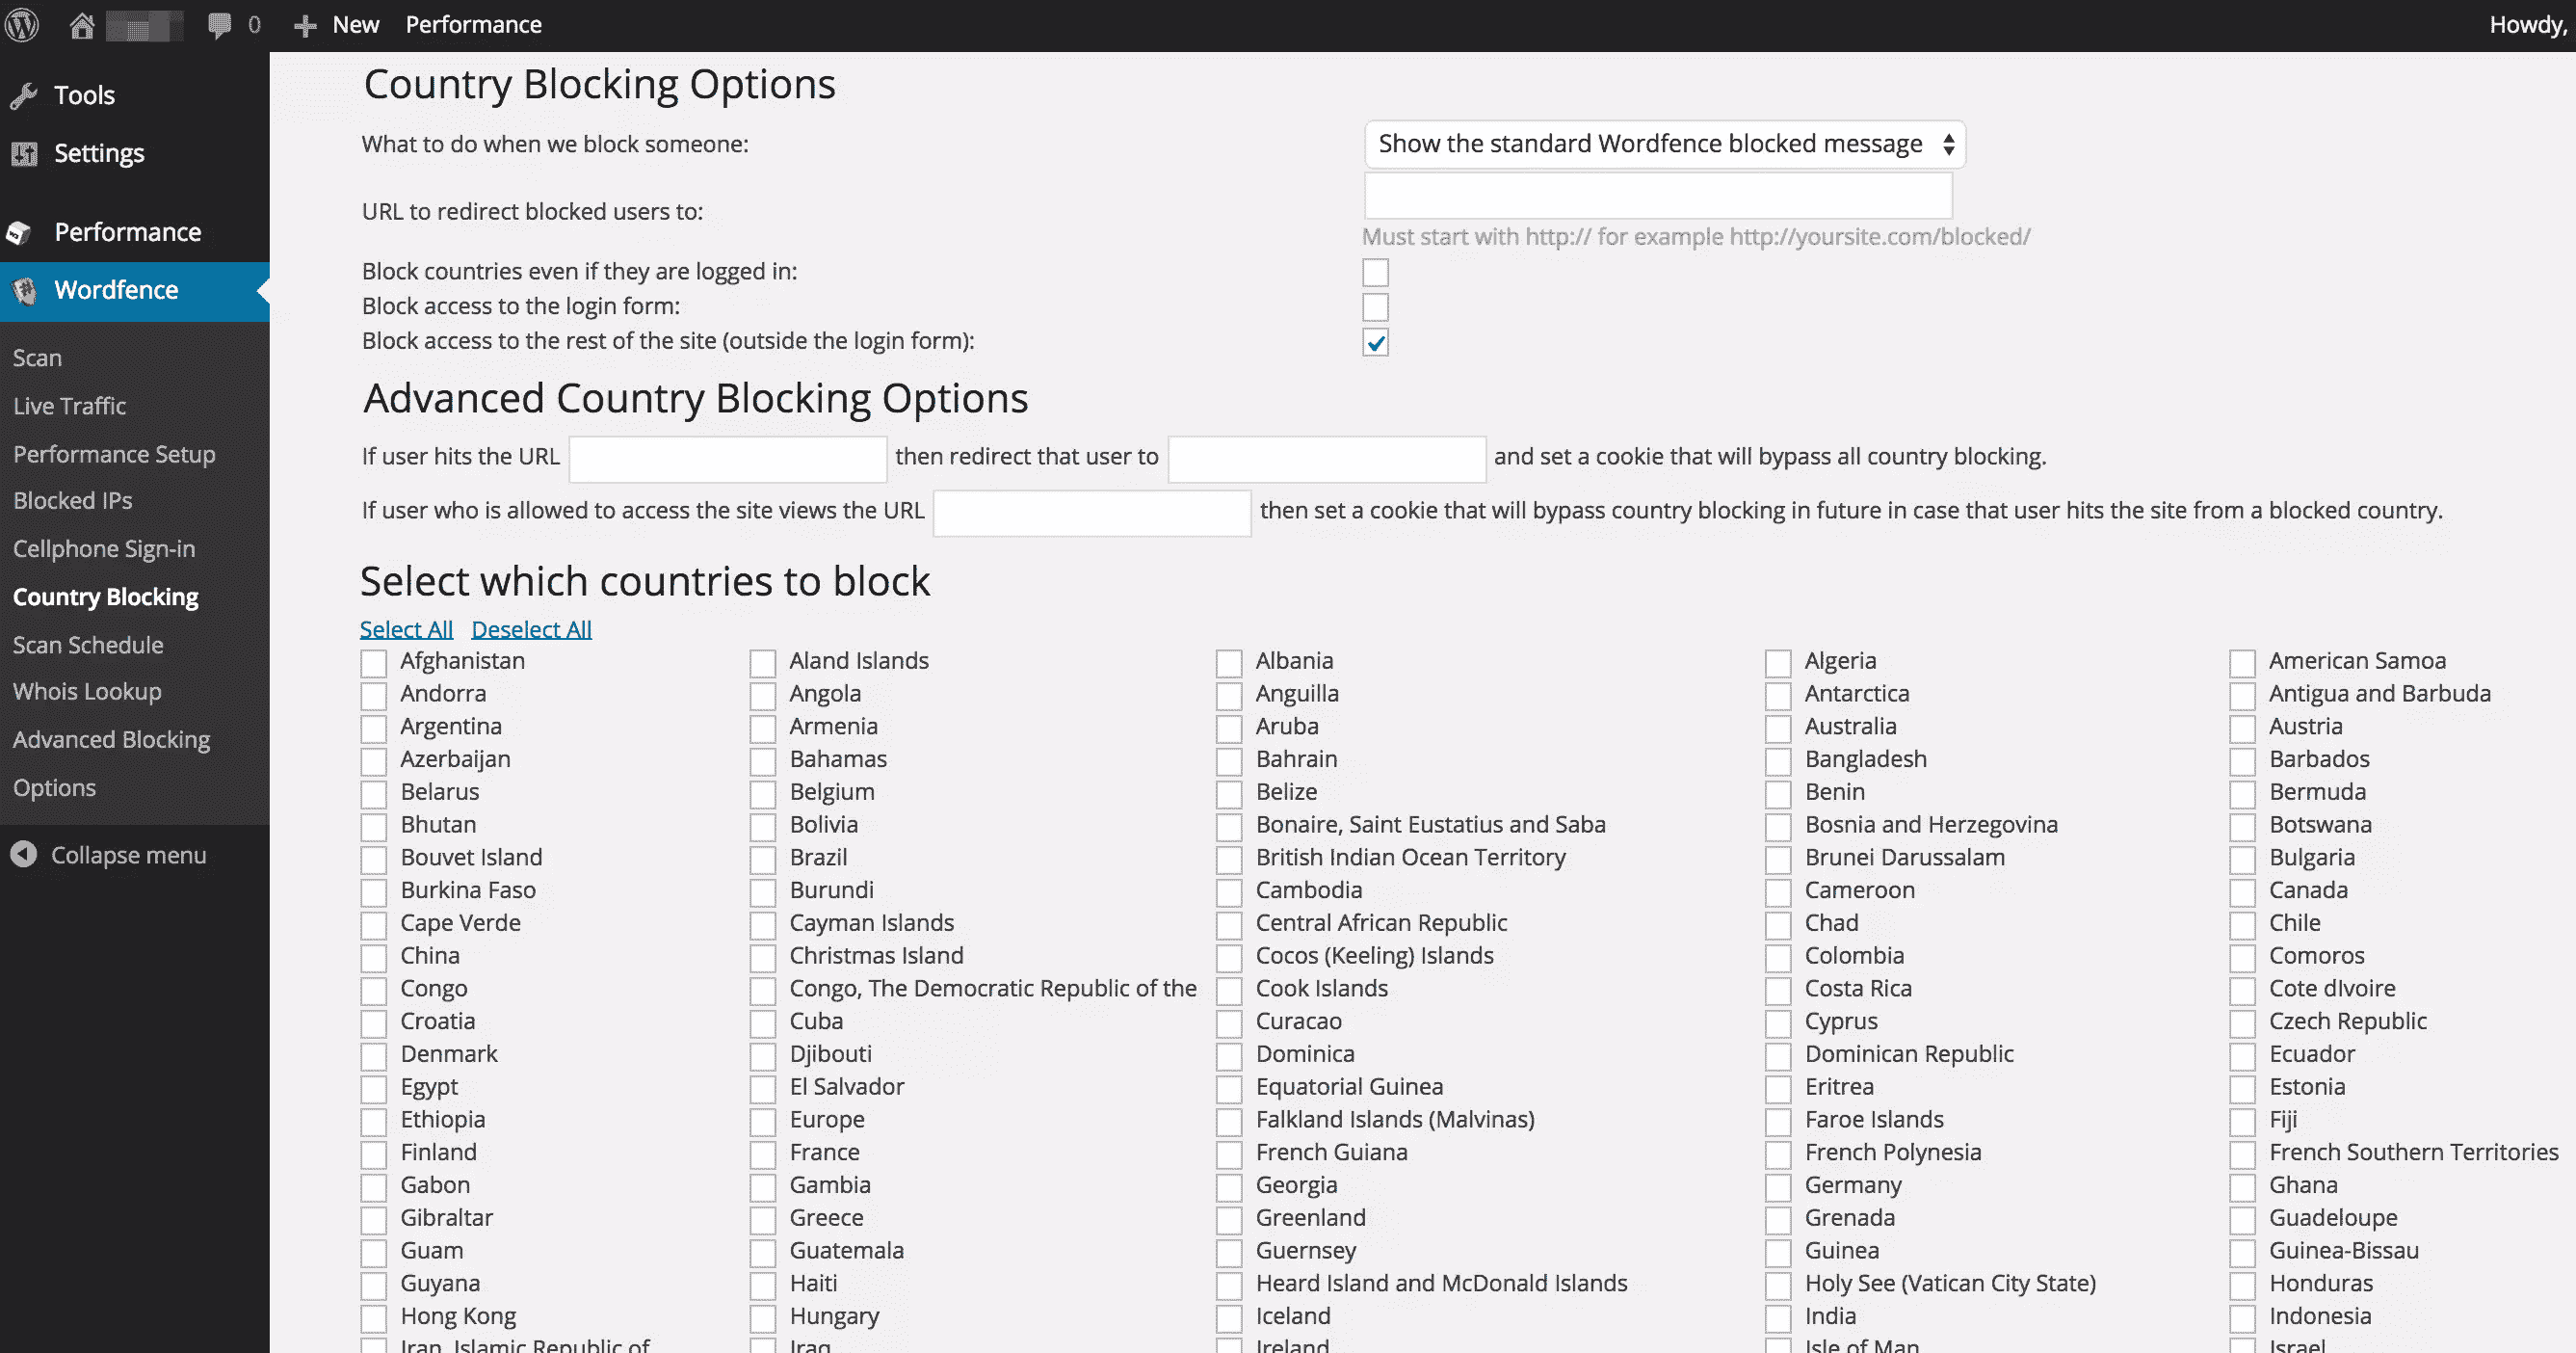 0 New Performance Howdy,
Tools
Settings
Performance
Wordfence
Scan
Live Traffic
Performance Setup
Blocked IPs
Cellphone Sign-in
Country Blocking
Scan Schedule
Whois Lookup
Advanced Blocking
Options
Collapse menu
Country Blocking Options
What to do when we block someone: Show the standard Wordfence blocked message
URL to redirect blocked users to:
Must start with http:// for example http://yoursite.com/blocked/
Block countries even if they are logged in:
Block access to the login form:
Block access to the rest of the site (outside the login form):
Advanced Country Blocking Options
If user hits the URL then redirect that user to and set a cookie that will bypass all country blocking.
If user who is allowed to access the site views the URL then set a cookie that will bypass country blocking in future in case that user hits the site from a blocked country.
Select which countries to block
Select All Deselect All
Afghanistan Aland Islands Albania Algeria American Samoa
Andorra Angola Anguilla Antarctica Antigua and Barbuda
Argentina Armenia Aruba Australia Austria
Azerbaijan Bahamas Bahrain Bangladesh Barbados
Belarus Belgium Belize Benin Bermuda
Bhutan Bolivia Bonaire, Saint Eustatius and Saba Bosnia and Herzegovina Botswana
Bouvet Island Brazil British Indian Ocean Territory Brunei Darussalam Bulgaria
Burkina Faso Burundi Cambodia Cameroon Canada
Cape Verde Cayman Islands Central African Republic Chad Chile
China Christmas Island Cocos (Keeling) Islands Colombia Comoros
Congo Congo, The Democratic Republic of the Cook Islands Costa Rica Cote dIvoire
Croatia Cuba Curacao Cyprus Czech Republic
Denmark Djibouti Dominica Dominican Republic Ecuador
Egypt El Salvador Equatorial Guinea Eritrea Estonia
Ethiopia Europe Falkland Islands (Malvinas) Faroe Islands Fiji
Finland France French Guiana French Polynesia French Southern Territories
Gabon Gambia Georgia Germany Ghana
Gibraltar Greece Greenland Grenada Guadeloupe
Guam Guatemala Guernsey Guinea Guinea-Bissau
Guyana Haiti Heard Island and McDonald Islands Holy See (Vatican City State) Honduras
Hong Kong Hungary Iceland India Indonesia
Iran, Islamic Republic of Iraq Ireland Isle of Man Israel